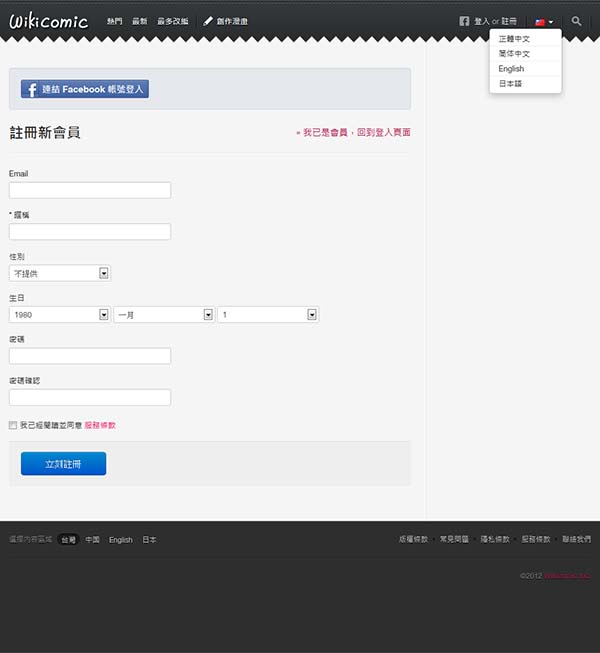 Wikicomic 熱門 最新 最多改編 創作漫畫 登入 or 註冊
正體中文
简体中文
English
日本語
連結 Facebook 帳號登入
註冊新會員 » 我已是會員，回到登入頁面
Email
* 暱稱
性別
不提供
生日
1980 一月 1
密碼
密碼確認
我已經閱讀並同意 服務條款
立刻註冊
選擇內容區域 台灣 中国 English 日本 版權條款 常見問題 隱私條款 服務條款 聯絡我們
©2012 Wikicomic Inc.